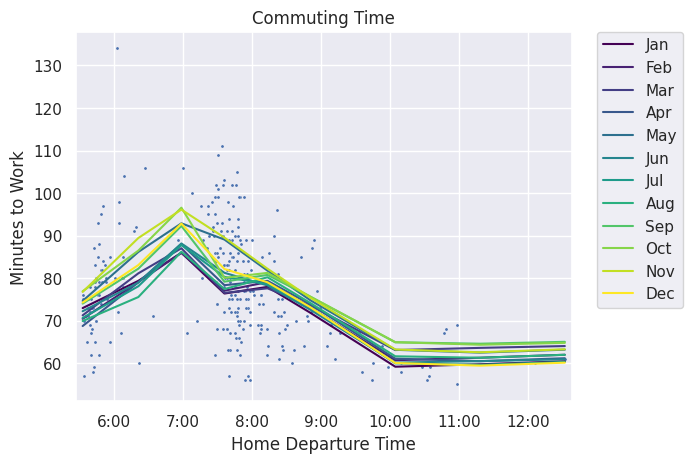 Commuting Time
Minutes to Work
130
120
110
100
90
80
70
60
6:00 7:00 8:00 9:00 10:00 11:00 12:00
Home Departure Time
Jan
Feb
Mar
Apr
May
Jun
Jul
Aug
Sep
Oct
Nov
Dec